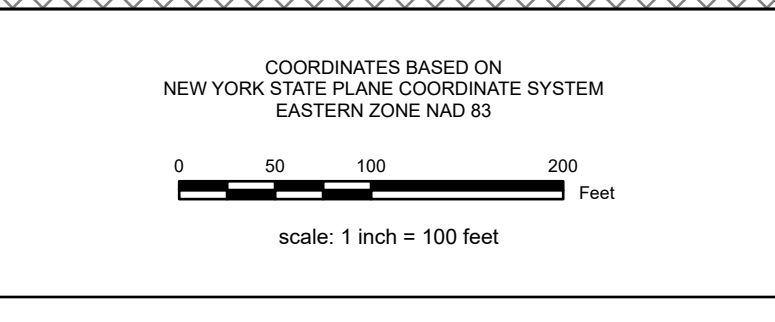 COORDINATES BASED ON
NEW YORK STATE PLANE COORDINATE SYSTEM
EASTERN ZONE NAD 83
0 50 100 200
Feet
scale: 1 inch = 100 feet